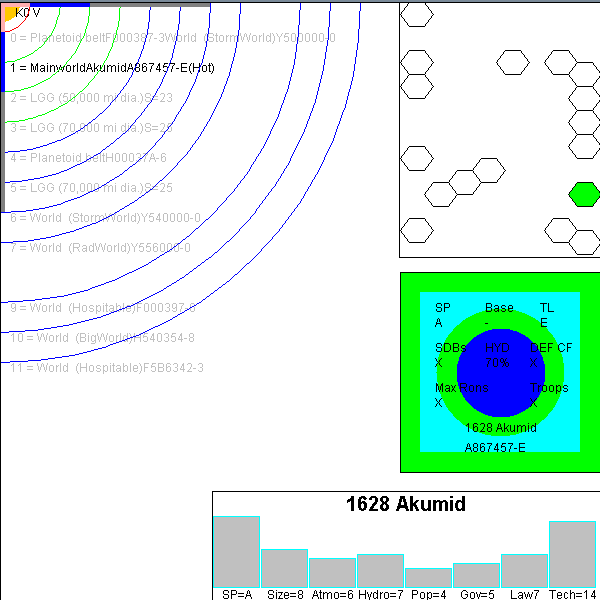 K0 V
0 = Planetoid beltF000387-3World  (StormWorld)Y500000-0
1 = MainworldAkumidA867457-E(Hot)
2 = LGG (50,000 mi dia.)S=23
3 = LGG (70,000 mi dia.)S=25
4 = Planetoid beltH00027A-6
5 = LGG (70,000 mi dia.)S=25
6 = World  (StormWorld)Y540000-0
7 = World  (RadWorld)Y556000-0
9 = World  (Hospitable)F000397-6
10 = World  (BigWorld)H540354-8
11 = World  (Hospitable)F5B6342-3
SP Base TL
A - E
SDBs HYD DEF CF
X 70% X
Max Pop Troops
X X
1628 Akumid
A867457-E
1628 Akumid
SP=A Size=8 Atmo=6 Hydro=7 Pop=4 Gov=5 Law7 Tech=14